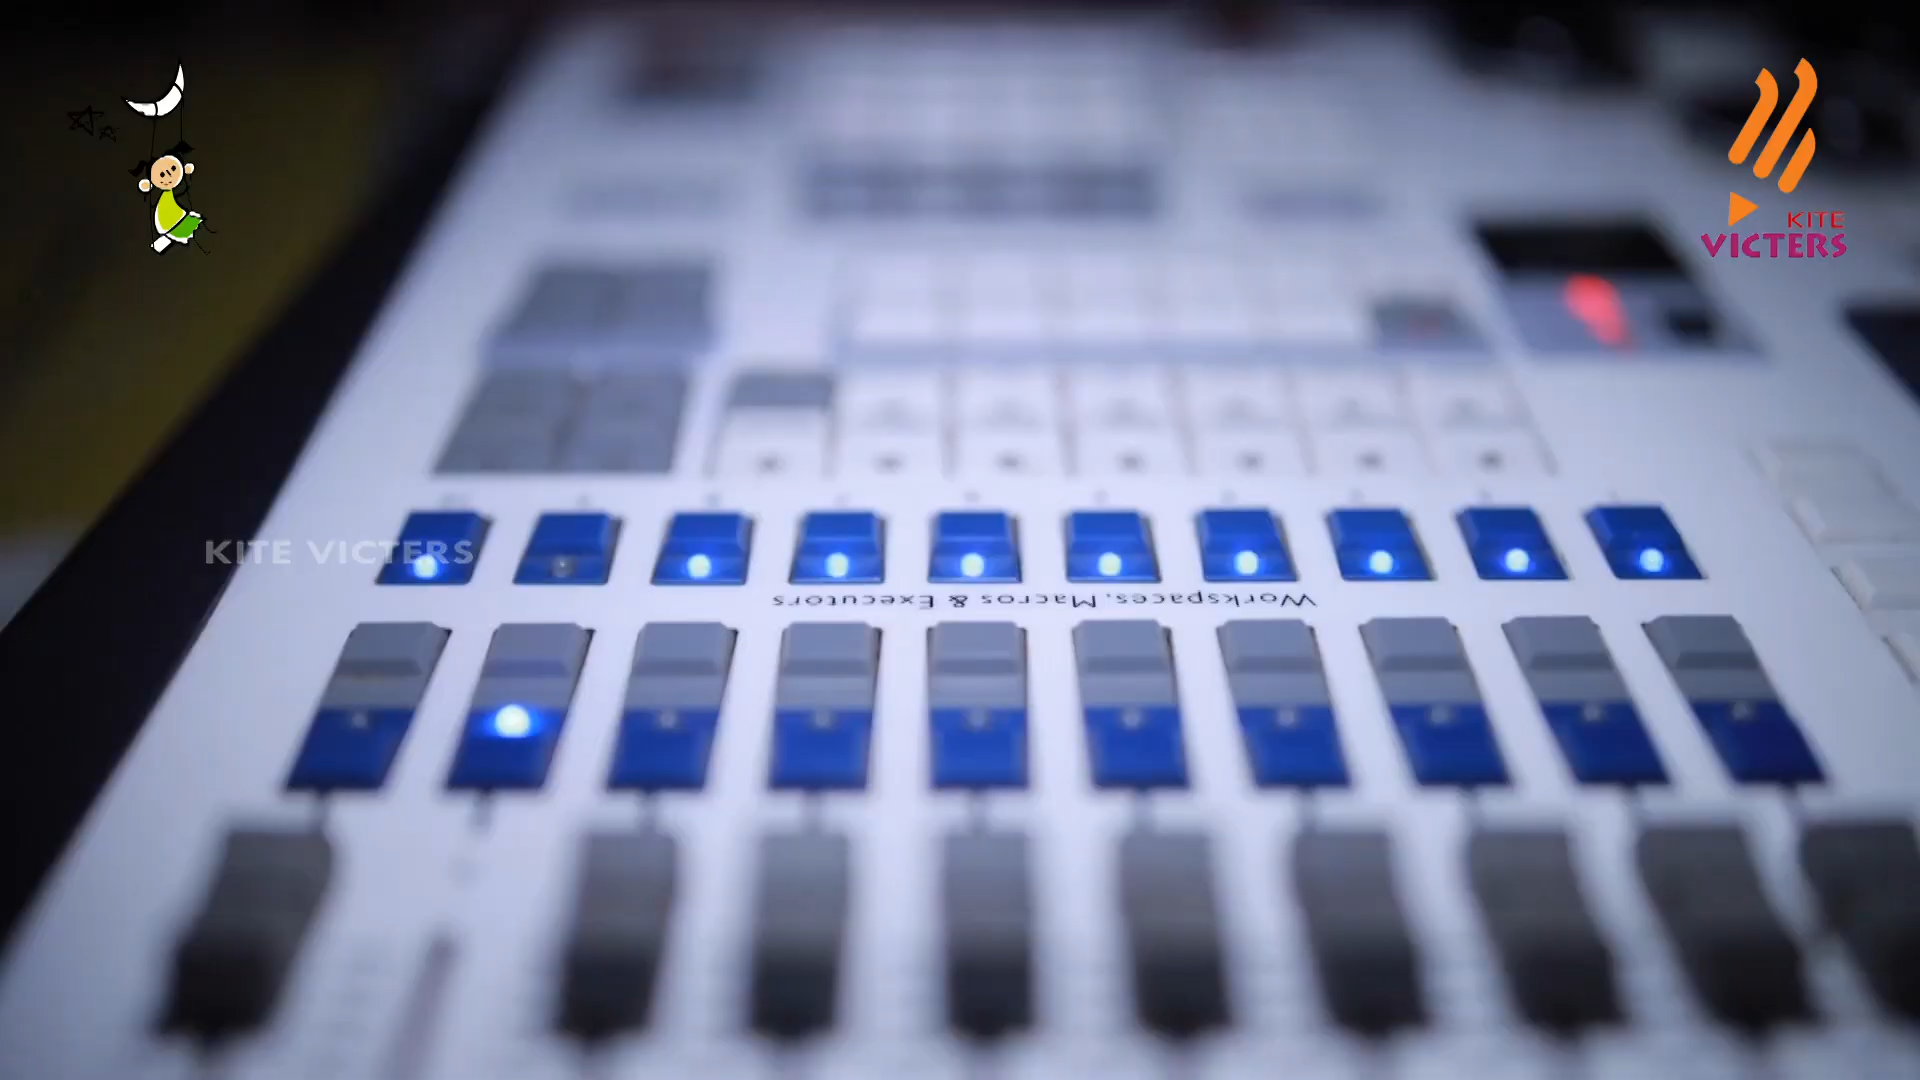 KITE
VICTERS
KITE VICTERS
Workspaces, Macros & Executors